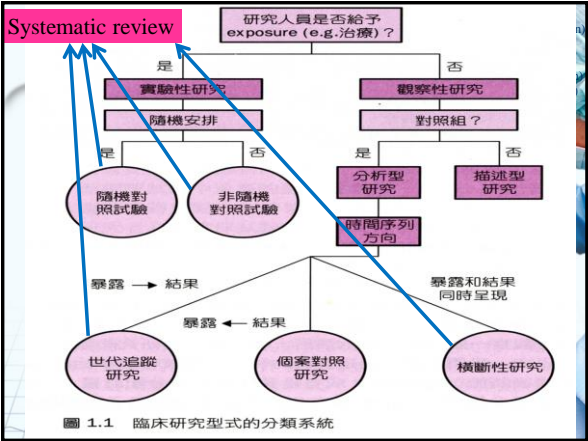 Systematic review
研究人員是否給予
exposure (e.g.治療)？
是
否
實驗性研究
觀察性研究
隨機安排
對照組？
是
否
是
否
隨機對
照試驗
非隨機
對照試驗
分析型
研究
描述型
研究
時間序列
方向
暴露 → 結果
暴露和結果
同時呈現
暴露 ← 結果
世代追蹤
研究
個案對照
研究
橫斷性研究
圖 1.1 臨床研究型式的分類系統